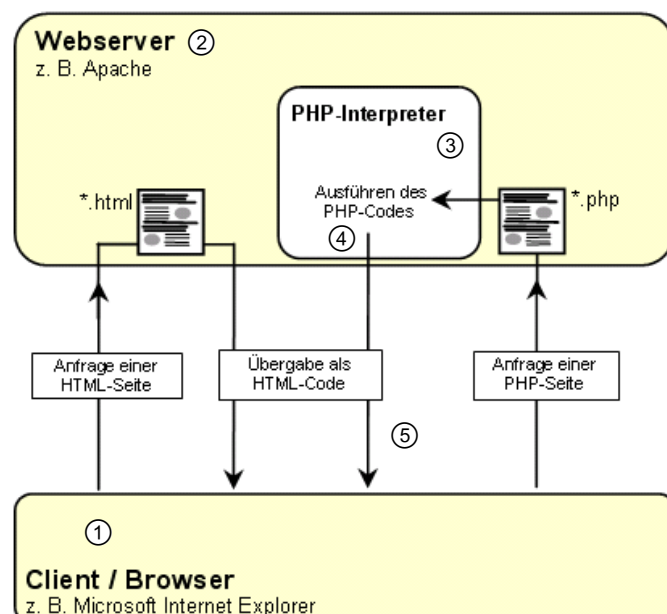 Webserver ②
z. B. Apache
PHP-Interpreter
③
*.html
Ausführen des
PHP-Codes
④
*.php
Anfrage einer
HTML-Seite
Übergabe als
HTML-Code
Anfrage einer
PHP-Seite
⑤
①
Client / Browser
z. B. Microsoft Internet Explorer